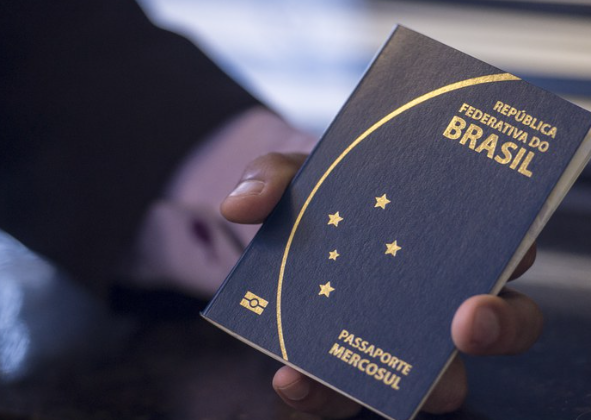 REPÚBLICA
FEDERATIVA DO
BRASIL
PASSAPORTE
MERCOSUL